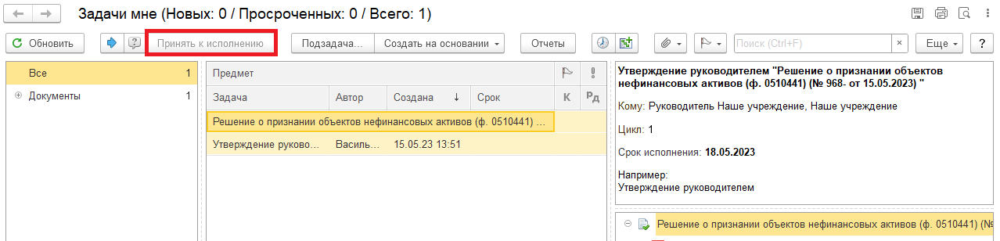 Задачи мне (Новых: 0 / Просроченных: 0 / Всего: 1)
Обновить Принять к исполнению Подзадача... Создать на основании Отчеты Поиск (Ctrl+F) × Еще ?
Все 1
Документы 1
Предмет
Задача Автор Создана ↓ Срок К Рд
Решение о признании объектов нефинансовых активов (ф. 0510441) ...
Утверждение руково... Василь... 15.05.23 13:51
Утверждение руководителем "Решение о признании объектов
нефинансовых активов (ф. 0510441) (№ 968- от 15.05.2023) "
Кому: Руководитель Наше учреждение, Наше учреждение
Цикл: 1
Срок исполнения: 18.05.2023
Например:
Утверждение руководителем
Решение о признании объектов нефинансовых активов (ф. 0510441) (№